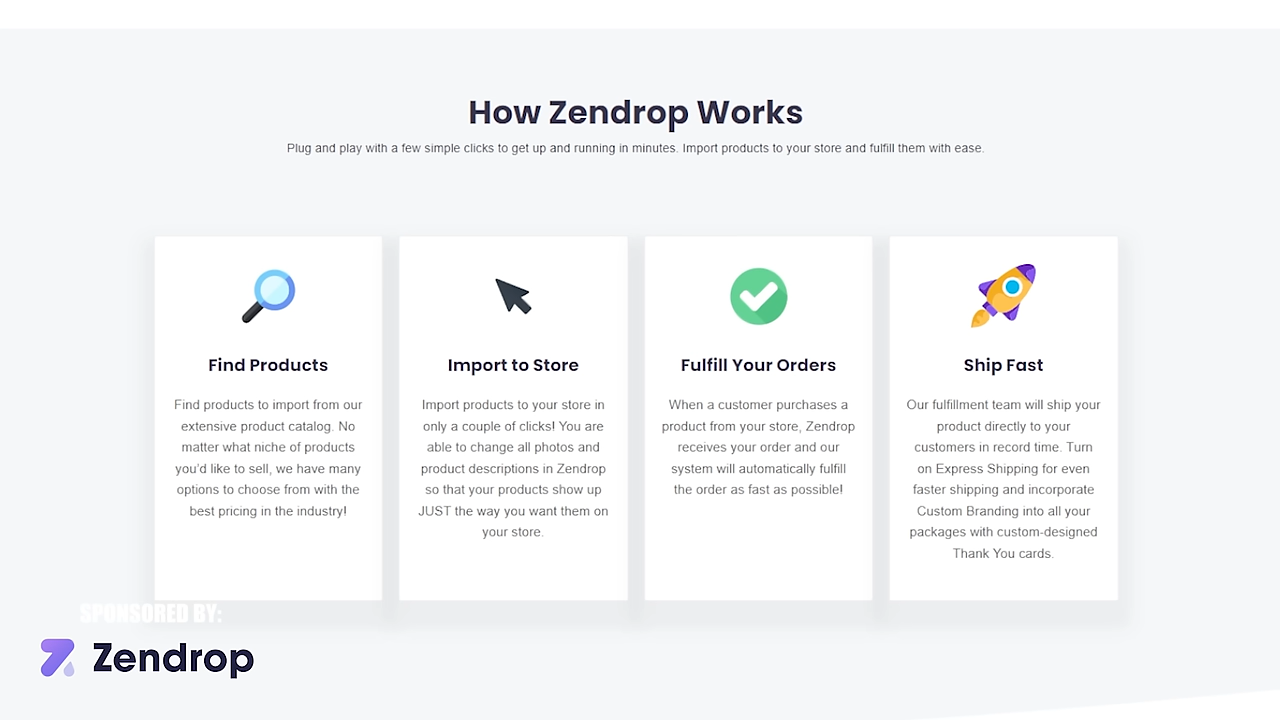 How Zendrop Works
Plug and play with a few simple clicks to get up and running in minutes. Import products to your store and fulfill them with ease.
Find Products
Find products to import from our
extensive product catalog. No
matter what niche of products
you'd like to sell, we have many
options to choose from with the
best pricing in the industry!
Import to Store
Import products to your store in
only a couple of clicks! You are
able to change all photos and
product descriptions in Zendrop
so that your products show up
JUST the way you want them on
your store.
Fulfill Your Orders
When a customer purchases a
product from your store, Zendrop
receives your order and our
system will automatically fulfill
the order as fast as possible!
Ship Fast
Our fulfillment team will ship your
product directly to your
customers in record time. Turn
on Express Shipping for even
faster shipping and incorporate
Custom Branding into all your
packages with custom-designed
Thank You cards.
SPONSORED BY:
Zendrop